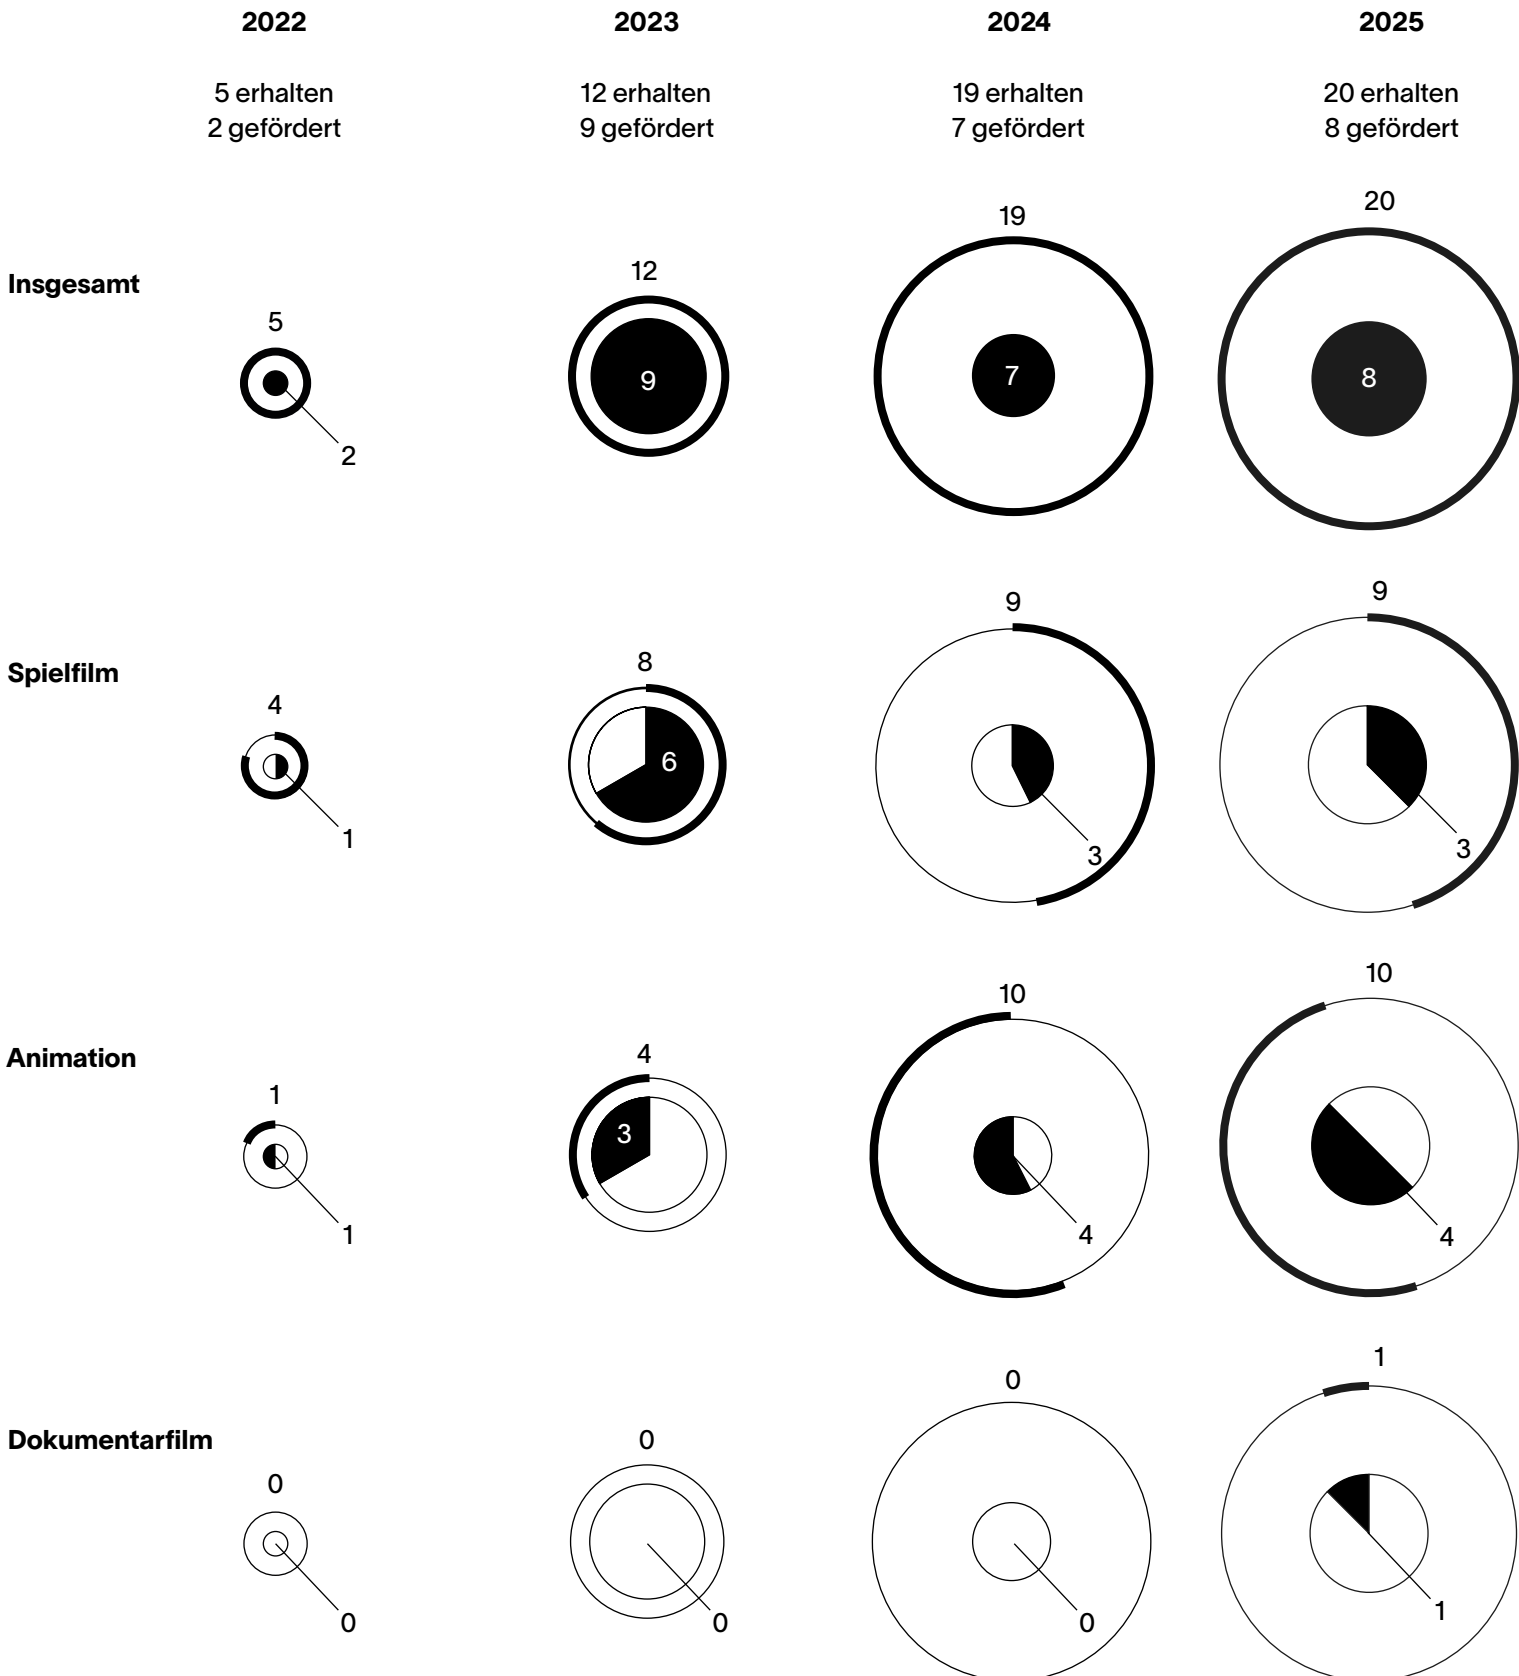 2022 2023 2024 2025
5 erhalten 12 erhalten 19 erhalten 20 erhalten
2 gefördert 9 gefördert 7 gefördert 8 gefördert
Insgesamt
5 12 19 20
2 9 7 8
Spielfilm
4 8 9 9
1 6 3 3
Animation
1 4 10 10
1 3 4 4
Dokumentarfilm
0 0 0 1
0 0 0 1